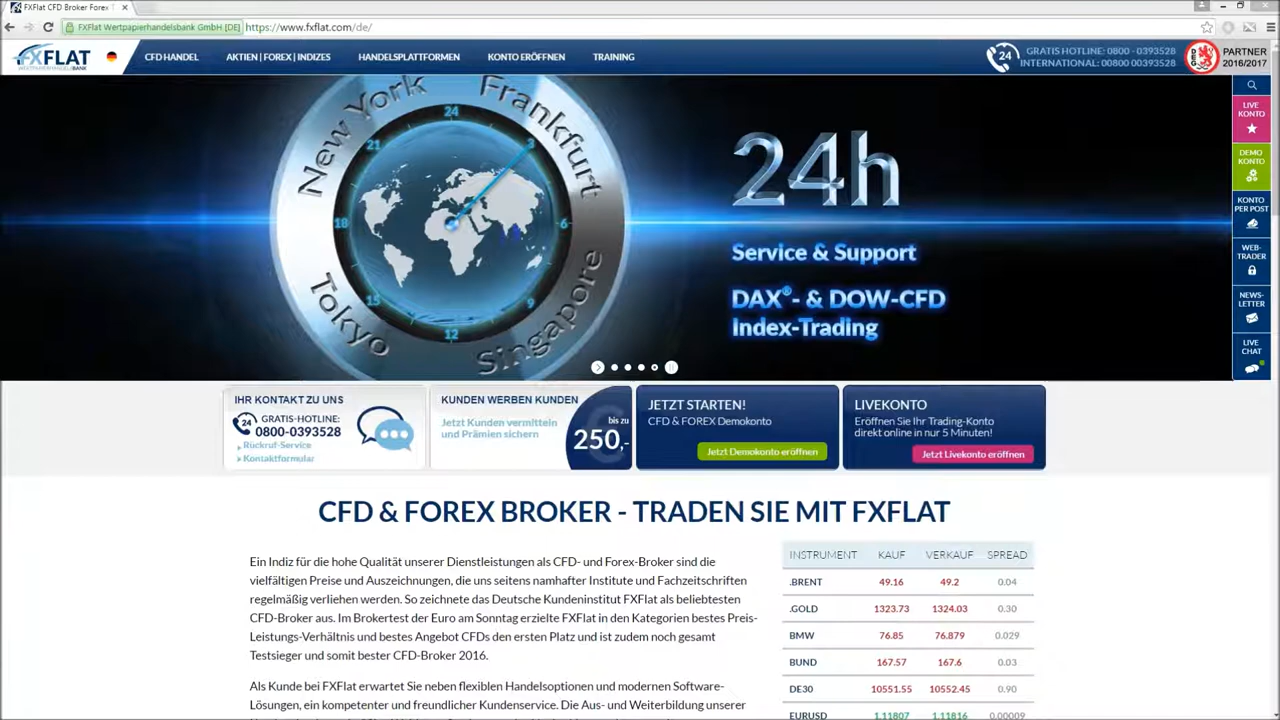 FXFlat CFD Broker Forex T
FXFlat Wertpapierhandelsbank GmbH [DE]
https://www.fxflat.com/de/
FXFLAT
WERTPAPIERHANDELSBANK
CFD HANDEL
AKTIEN | FOREX | INDIZES
HANDELSPLATTFORMEN
KONTO ERÖFFNEN
TRAINING
24
GRATIS HOTLINE: 0800 - 0393528
INTERNATIONAL: 00800 00393528
DEG
PARTNER
2016/2017
New York
Frankfurt
Tokyo
Singapore
24
3
6
9
12
15
18
21
24h
Service & Support
DAX®- & DOW-CFD
Index-Trading
LIVE
KONTO
DEMO
KONTO
KONTO
PER POST
WEB-
TRADER
NEWS-
LETTER
LIVE
CHAT
IHR KONTAKT ZU UNS
24
GRATIS-HOTLINE:
0800-0393528
Rückruf-Service
Kontaktformular
KUNDEN WERBEN KUNDEN
Jetzt Kunden vermitteln
und Prämien sichern
bis zu
250,-
JETZT STARTEN!
CFD & FOREX Demokonto
Jetzt Demokonto eröffnen
LIVEKONTO
Eröffnen Sie Ihr Trading-Konto
direkt online in nur 5 Minuten!
Jetzt Livekonto eröffnen
CFD & FOREX BROKER - TRADEN SIE MIT FXFLAT
Ein Indiz für die hohe Qualität unserer Dienstleistungen als CFD- und Forex-Broker sind die
vielfältigen Preise und Auszeichnungen, die uns seitens namhafter Institute und Fachzeitschriften
regelmäßig verliehen werden. So zeichnete das Deutsche Kundeninstitut FXFlat als beliebtesten
CFD-Broker aus. Im Brokertest der Euro am Sonntag erzielte FXFlat in den Kategorien bestes Preis-
Leistungs-Verhältnis und bestes Angebot CFDs den ersten Platz und ist zudem noch gesamt
Testsieger und somit bester CFD-Broker 2016.
Als Kunde bei FXFlat erwartet Sie neben flexiblen Handelsoptionen und modernen Software-
Lösungen, ein kompetenter und freundlicher Kundenservice. Die Aus- und Weiterbildung unserer
INSTRUMENT KAUF VERKAUF SPREAD
.BRENT 49.16 49.2 0.04
.GOLD 1323.73 1324.03 0.30
BMW 76.85 76.879 0.029
BUND 167.57 167.6 0.03
DE30 10551.55 10552.45 0.90
EURUSD 1.11807 1.11816 0.00009